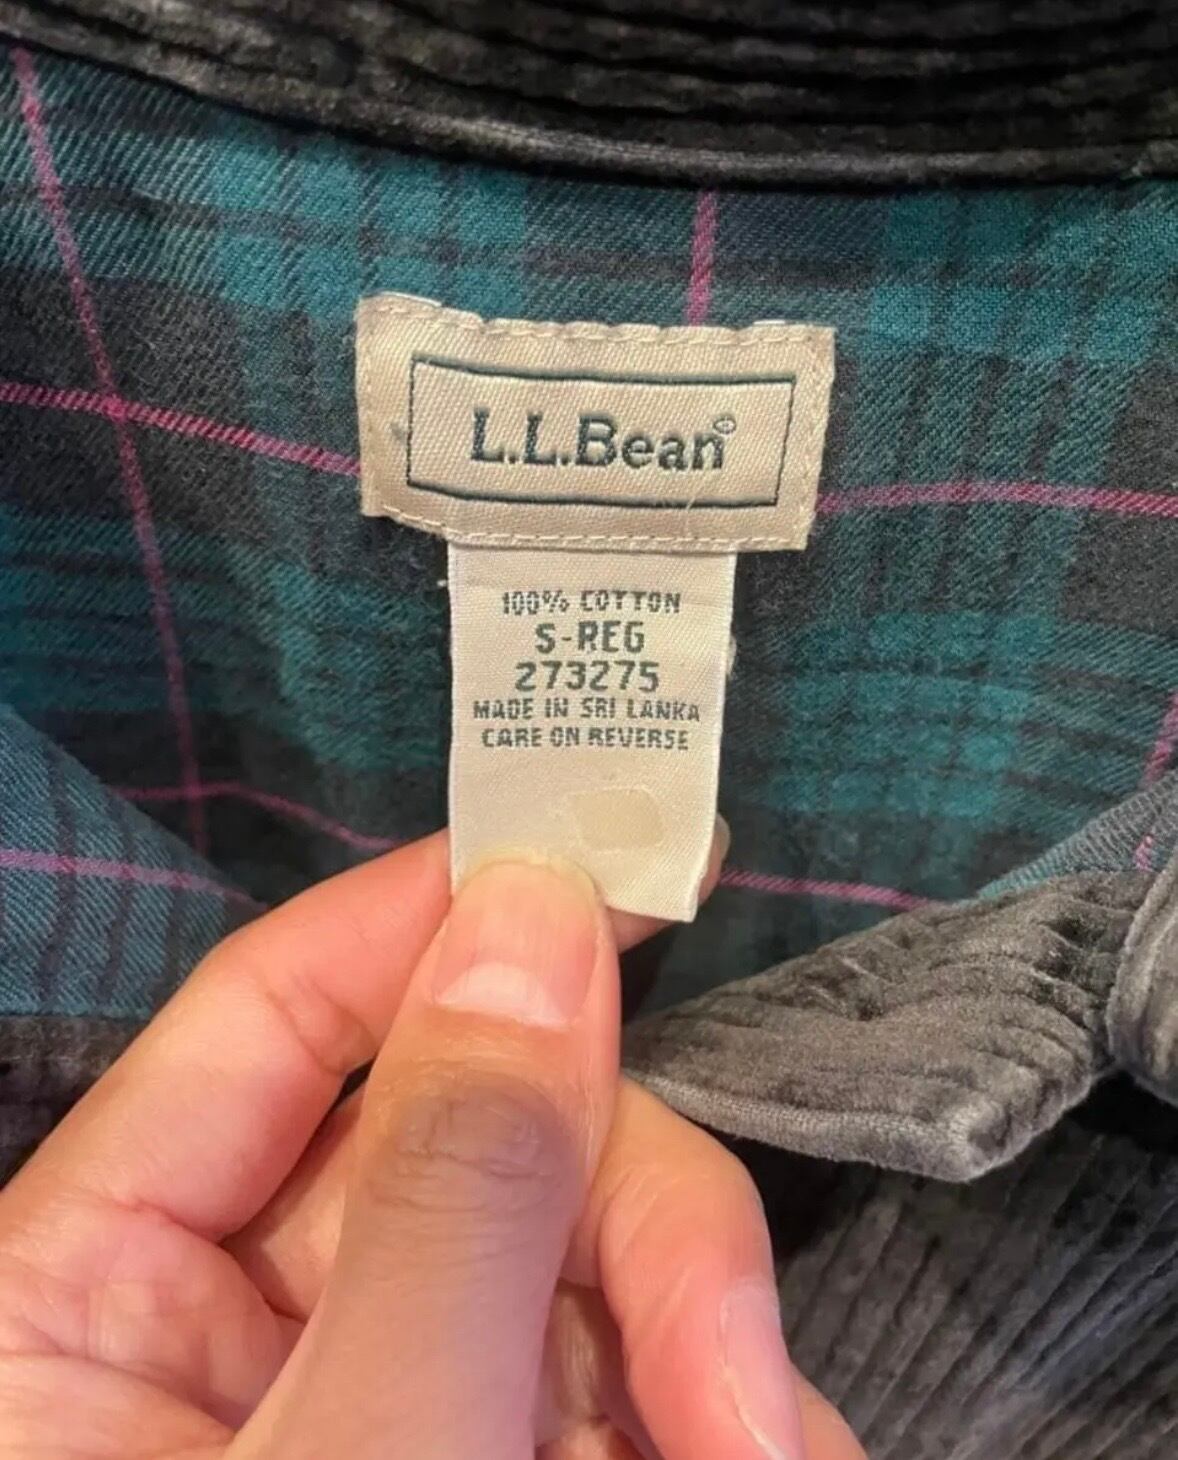 L.L.Bean®
100% COTTON
S-REG
273275
MADE IN SRI LANKA
CARE ON REVERSE